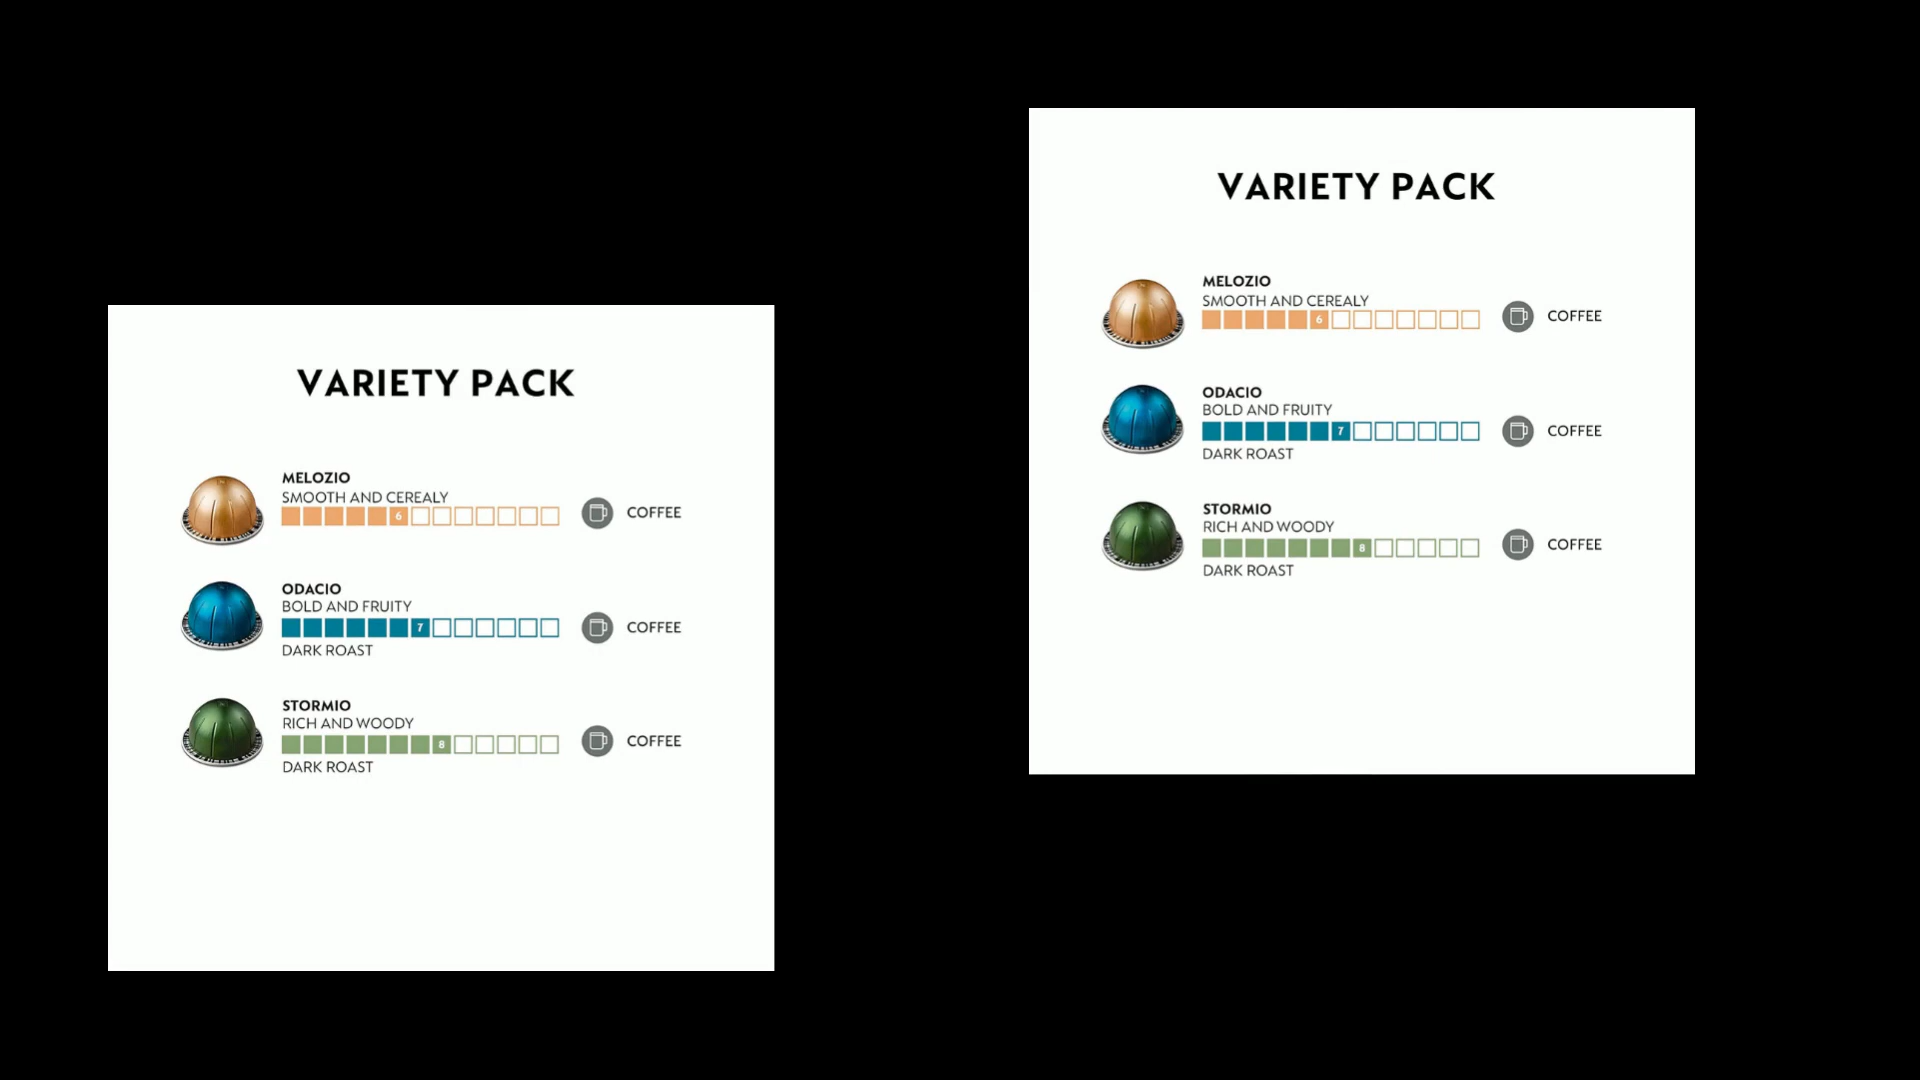 VARIETY PACK
MELOZIO
SMOOTH AND CEREALY
6
COFFEE
ODACIO
BOLD AND FRUITY
7
COFFEE
DARK ROAST
STORMIO
RICH AND WOODY
8
COFFEE
DARK ROAST
VARIETY PACK
MELOZIO
SMOOTH AND CEREALY
6
COFFEE
ODACIO
BOLD AND FRUITY
7
COFFEE
DARK ROAST
STORMIO
RICH AND WOODY
8
COFFEE
DARK ROAST